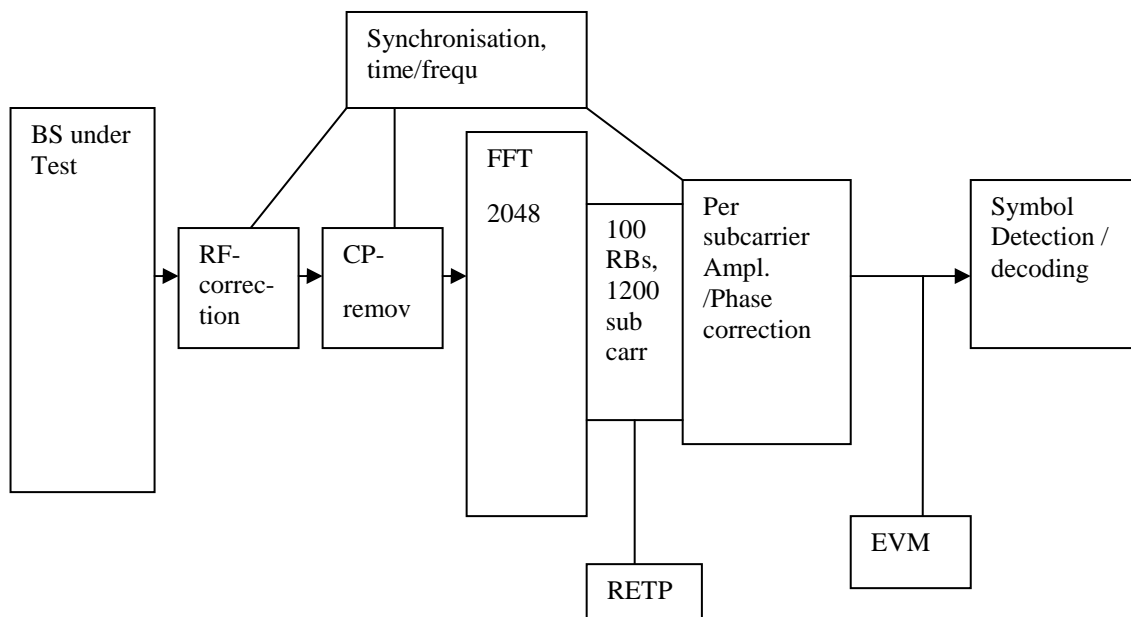 Synchronisation,
time/frequ
BS under
Test
FFT
2048
RF-
correc-
tion
CP-
remov
100
RBs,
1200
sub
carr
Per
subcarrier
Ampl.
/Phase
correction
Symbol
Detection /
decoding
EVM
RETP